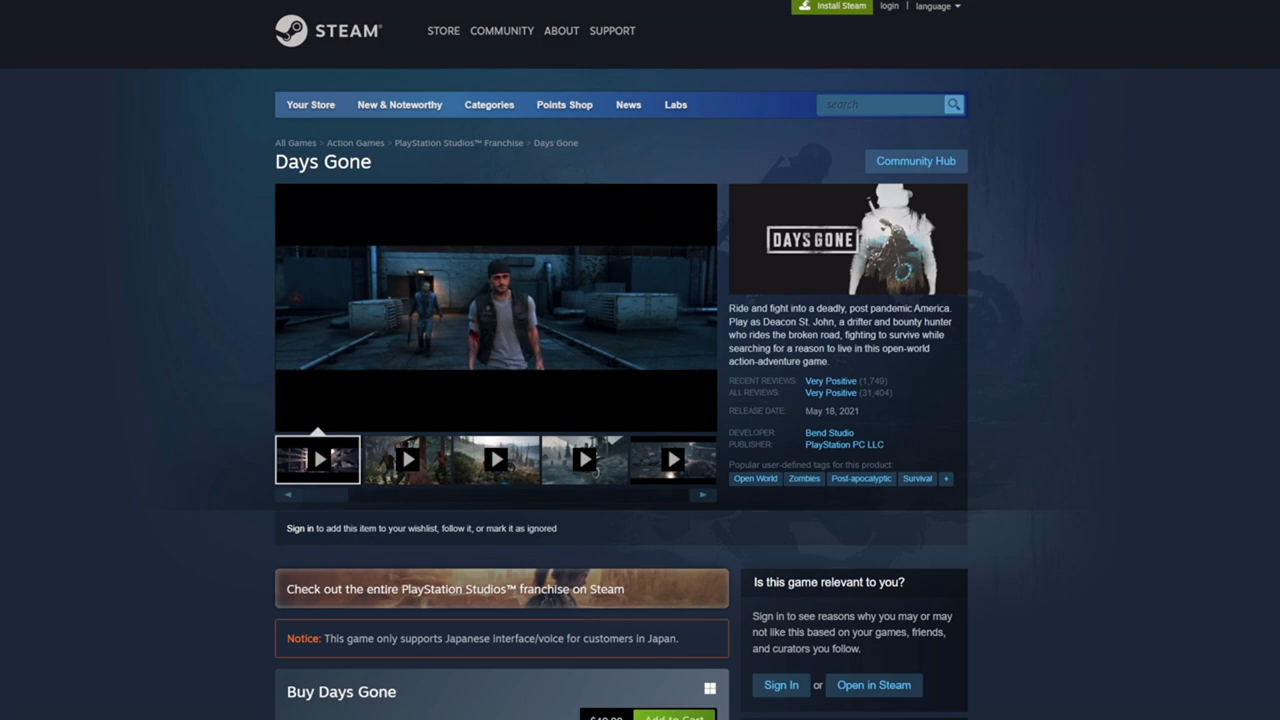 Install Steam
login
|
language
STEAM®
STORE
COMMUNITY
ABOUT
SUPPORT
Your Store
New & Noteworthy
Categories
Points Shop
News
Labs
search
All Games > Action Games > PlayStation Studios™ Franchise > Days Gone
Days Gone
Community Hub
DAYS GONE
Ride and fight into a deadly, post pandemic America.
Play as Deacon St. John, a drifter and bounty hunter
who rides the broken road, fighting to survive while
searching for a reason to live in this open-world
action-adventure game.
RECENT REVIEWS: Very Positive (1,749)
ALL REVIEWS: Very Positive (31,404)
RELEASE DATE: May 18, 2021
DEVELOPER: Bend Studio
PUBLISHER: PlayStation PC LLC
Popular user-defined tags for this product:
Open World Zombies Post-apocalyptic Survival +
Sign in to add this item to your wishlist, follow it, or mark it as ignored
Check out the entire PlayStation Studios™ franchise on Steam
Notice: This game only supports Japanese interface/voice for customers in Japan.
Buy Days Gone
Add to Cart
Is this game relevant to you?
Sign in to see reasons why you may or may
not like this based on your games, friends,
and curators you follow.
Sign In or Open in Steam